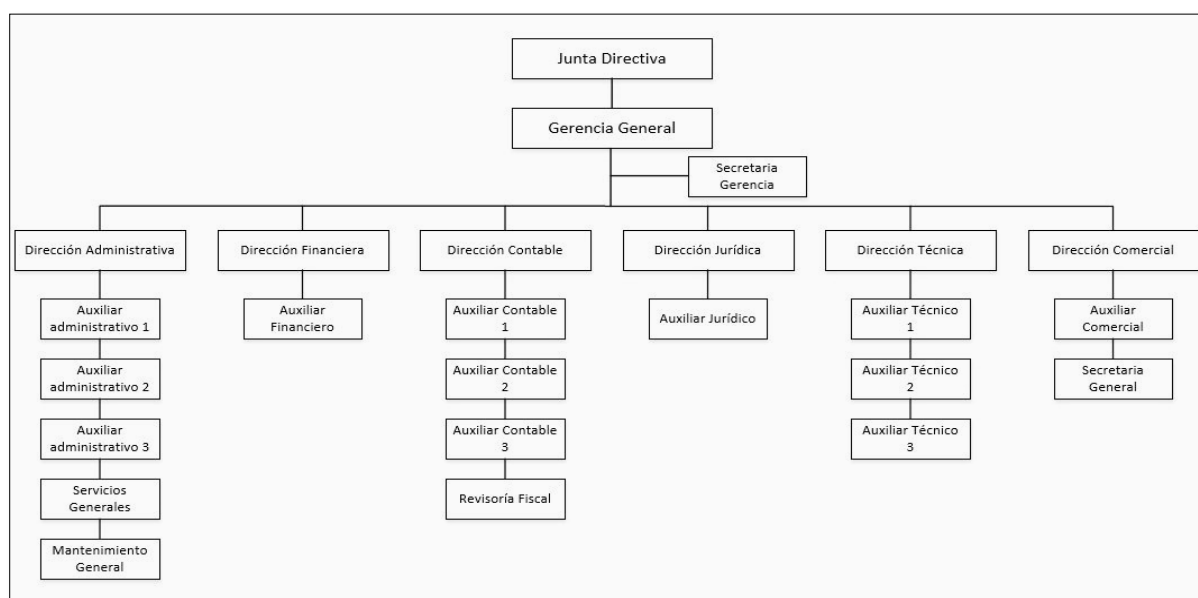 Junta Directiva
Gerencia General
Secretaria
Gerencia
Dirección Administrativa
Dirección Financiera
Dirección Contable
Dirección Jurídica
Dirección Técnica
Dirección Comercial
Auxiliar
administrativo 1
Auxiliar
administrativo 2
Auxiliar
administrativo 3
Servicios
Generales
Mantenimiento
General
Auxiliar
Financiero
Auxiliar Contable
1
Auxiliar Contable
2
Auxiliar Contable
3
Revisoría Fiscal
Auxiliar Jurídico
Auxiliar Técnico
1
Auxiliar Técnico
2
Auxiliar Técnico
3
Auxiliar
Comercial
Secretaria
General